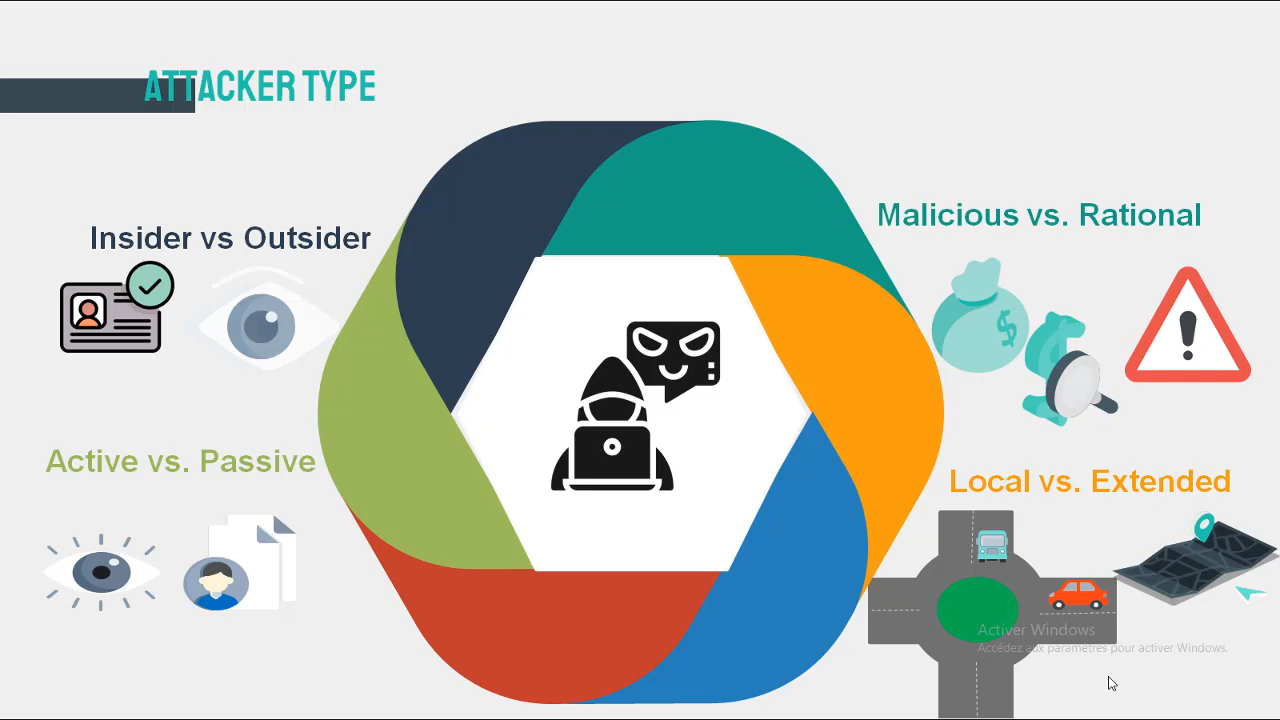 ATTACKER TYPE
Insider vs Outsider
Malicious vs. Rational
Active vs. Passive
Local vs. Extended
Activer Windows
Accédez aux paramètres pour activer Windows.